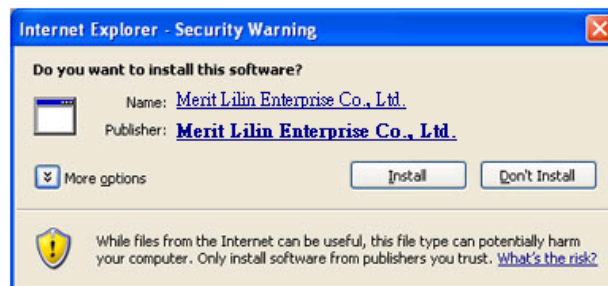 Internet Explorer - Security Warning
Do you want to install this software?
Name: Merit Lilin Enterprise Co., Ltd.
Publisher: Merit Lilin Enterprise Co., Ltd.
More options
Install
Don't Install
While files from the Internet can be useful, this file type can potentially harm
your computer. Only install software from publishers you trust. What's the risk?